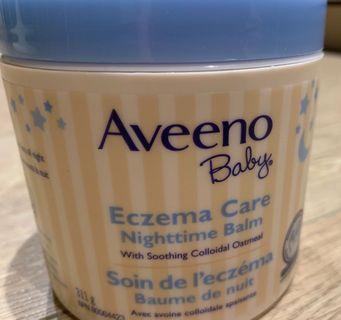 Aveeno
Baby®
Eczema Care
Nighttime Balm
With Soothing Colloidal Oatmeal
Soin de l'eczéma
Baume de nuit
Avec avoine colloïdale apaisante
311 g